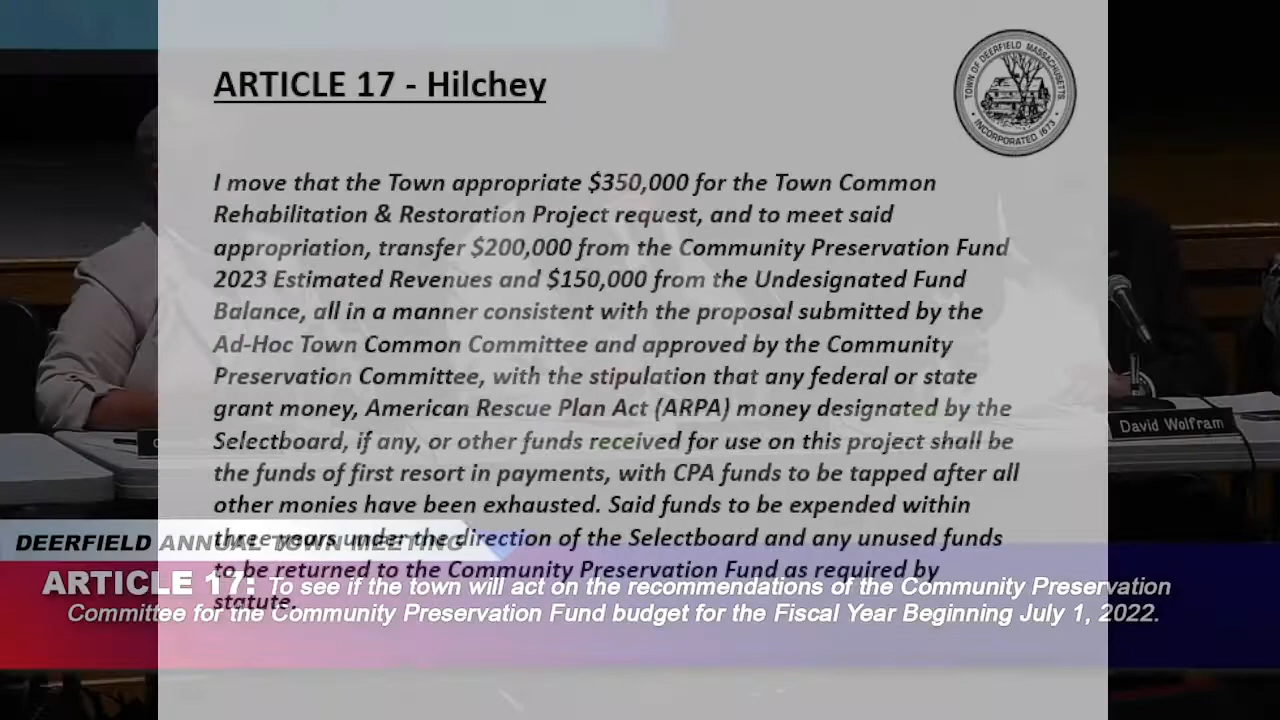 ARTICLE 17 - Hilchey
TOWN OF DEERFIELD MASSACHUSETTS
INCORPORATED 1673
I move that the Town appropriate $350,000 for the Town Common
Rehabilitation & Restoration Project request, and to meet said
appropriation, transfer $200,000 from the Community Preservation Fund
2023 Estimated Revenues and $150,000 from the Undesignated Fund
Balance, all in a manner consistent with the proposal submitted by the
Ad-Hoc Town Common Committee and approved by the Community
Preservation Committee, with the stipulation that any federal or state
grant money, American Rescue Plan Act (ARPA) money designated by the
Selectboard, if any, or other funds received for use on this project shall be
the funds of first resort in payments, with CPA funds to be tapped after all
other monies have been exhausted. Said funds to be expended within
three years under the direction of the Selectboard and any unused funds
to be returned to the Community Preservation Fund as required by
statute.
David Wolfram
DEERFIELD ANNUAL TOWN MEETING
ARTICLE 17: To see if the town will act on the recommendations of the Community Preservation
Committee for the Community Preservation Fund budget for the Fiscal Year Beginning July 1, 2022.